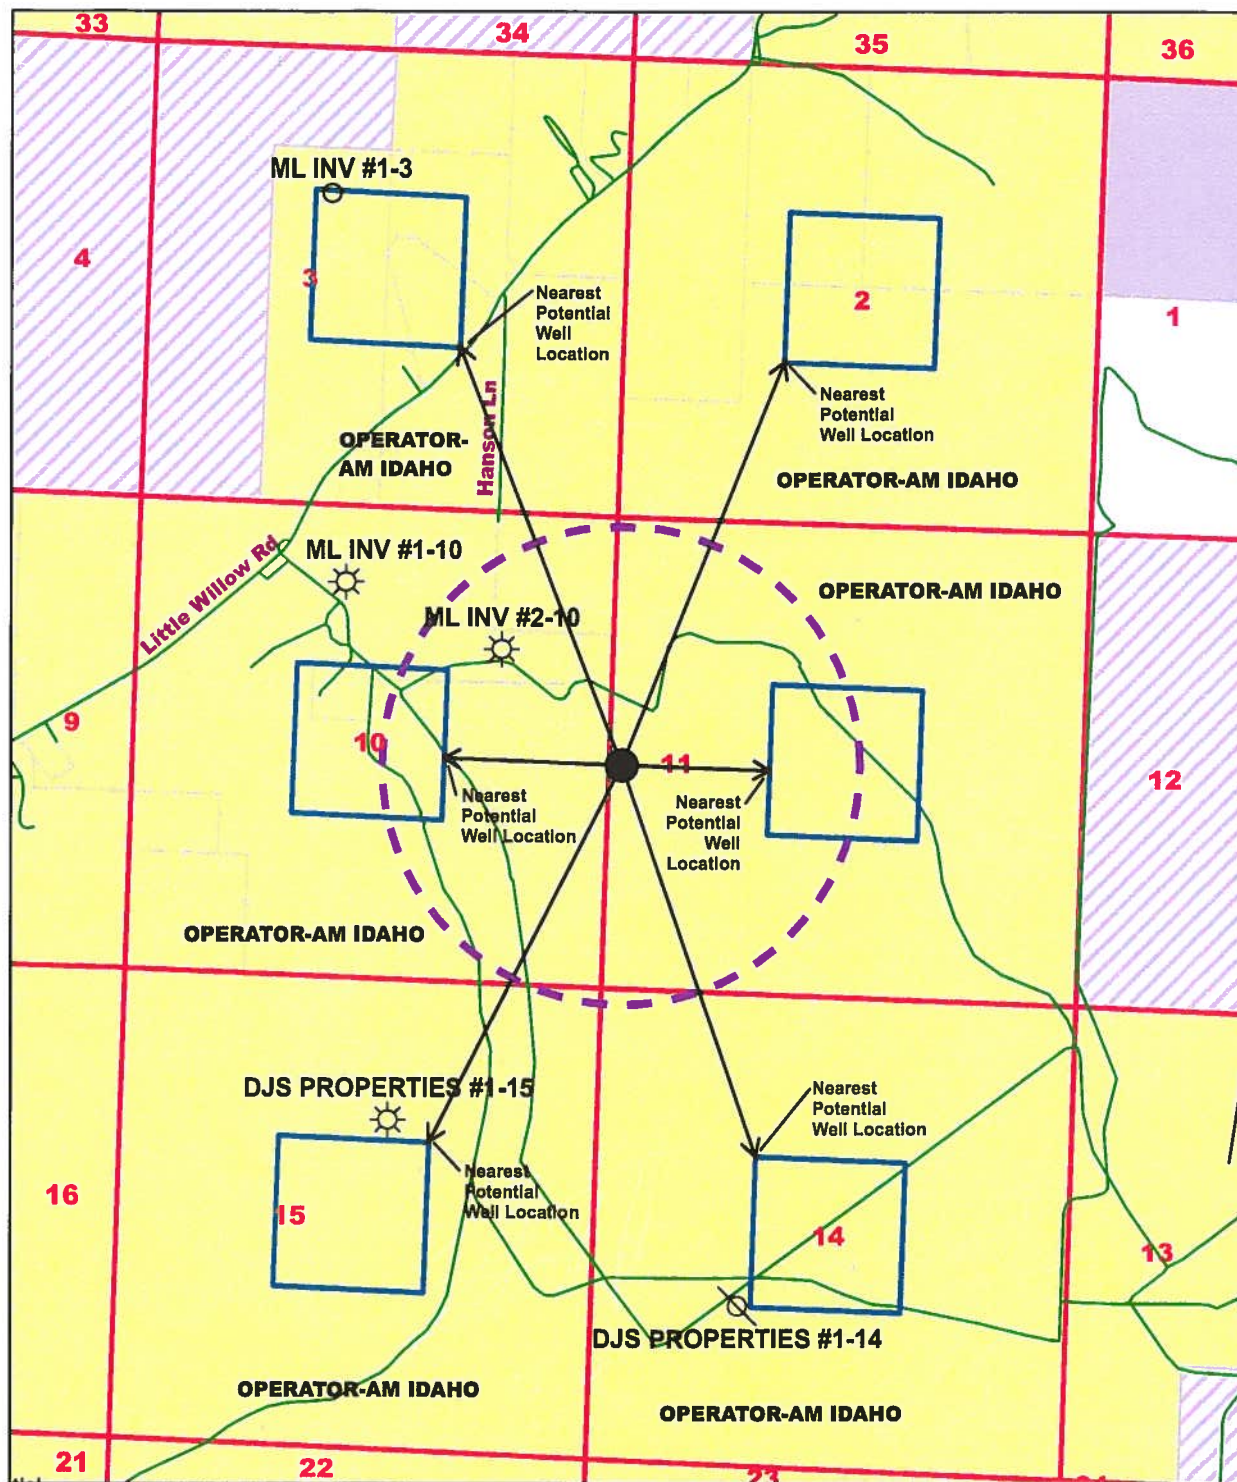 33
34
35
36
ML INV #1-3
4
3
2
1
Nearest
Potential
Well
Location
Nearest
Potential
Well Location
Hanson Ln
OPERATOR-
AM IDAHO
OPERATOR-AM IDAHO
Little Willow Rd
ML INV #1-10
ML INV #2-10
OPERATOR-AM IDAHO
9
10
11
12
Nearest
Potential
Well Location
Nearest
Potential
Well
Location
OPERATOR-AM IDAHO
DJS PROPERTIES #1-15
Nearest
Potential
Well Location
Nearest
Potential
Well Location
16
15
14
13
DJS PROPERTIES #1-14
OPERATOR-AM IDAHO
OPERATOR-AM IDAHO
21
22
23